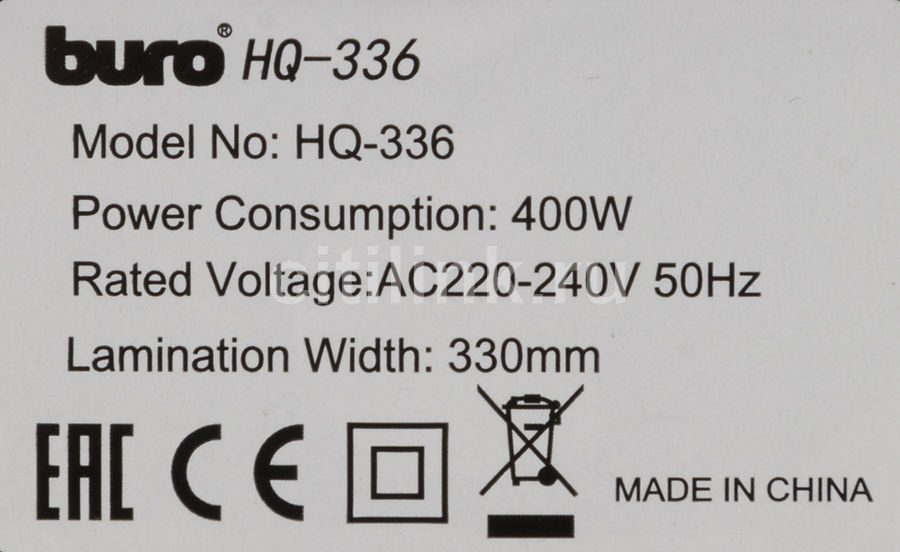 buro® HQ-336
Model No: HQ-336
Power Consumption: 400W
Rated Voltage:AC220-240V 50Hz
citilink.ru
Lamination Width: 330mm
EAC CE
MADE IN CHINA